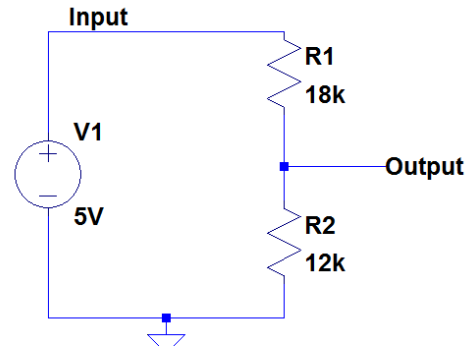 Input
R1
18k
V1
+
−
5V
Output
R2
12k